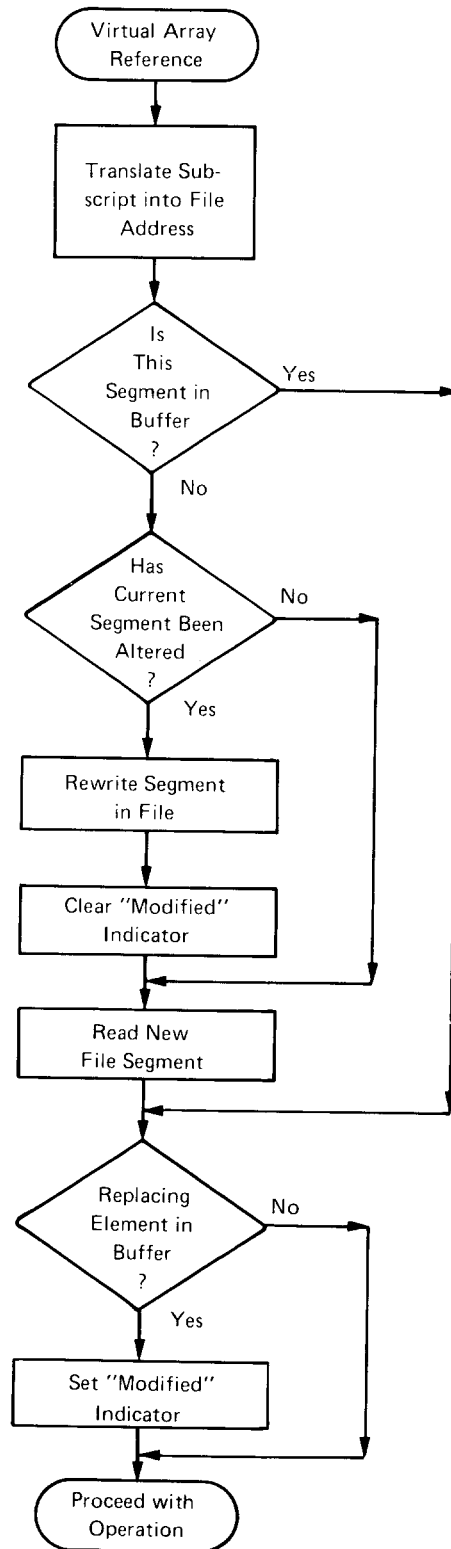 Virtual Array
Reference
Translate Sub-
script into File
Address
Is
This
Segment in
Buffer
?
Yes
No
Has
Current
Segment Been
Altered
?
No
Yes
Rewrite Segment
in File
Clear "Modified"
Indicator
Read New
File Segment
Replacing
Element in
Buffer
?
No
Yes
Set "Modified"
Indicator
Proceed with
Operation